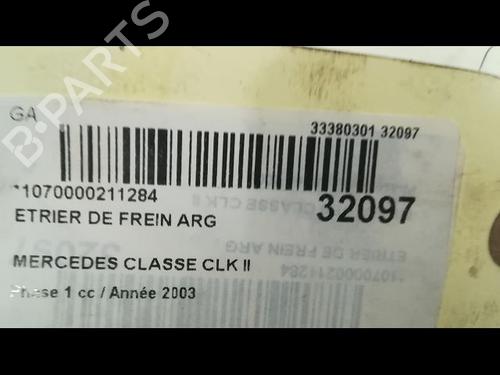 B-PARTS
GA
33380301 32097
*1070000211284
32097
ETRIER DE FREIN ARG
MERCEDES CLASSE CLK II
Phase 1 cc / Année 2003